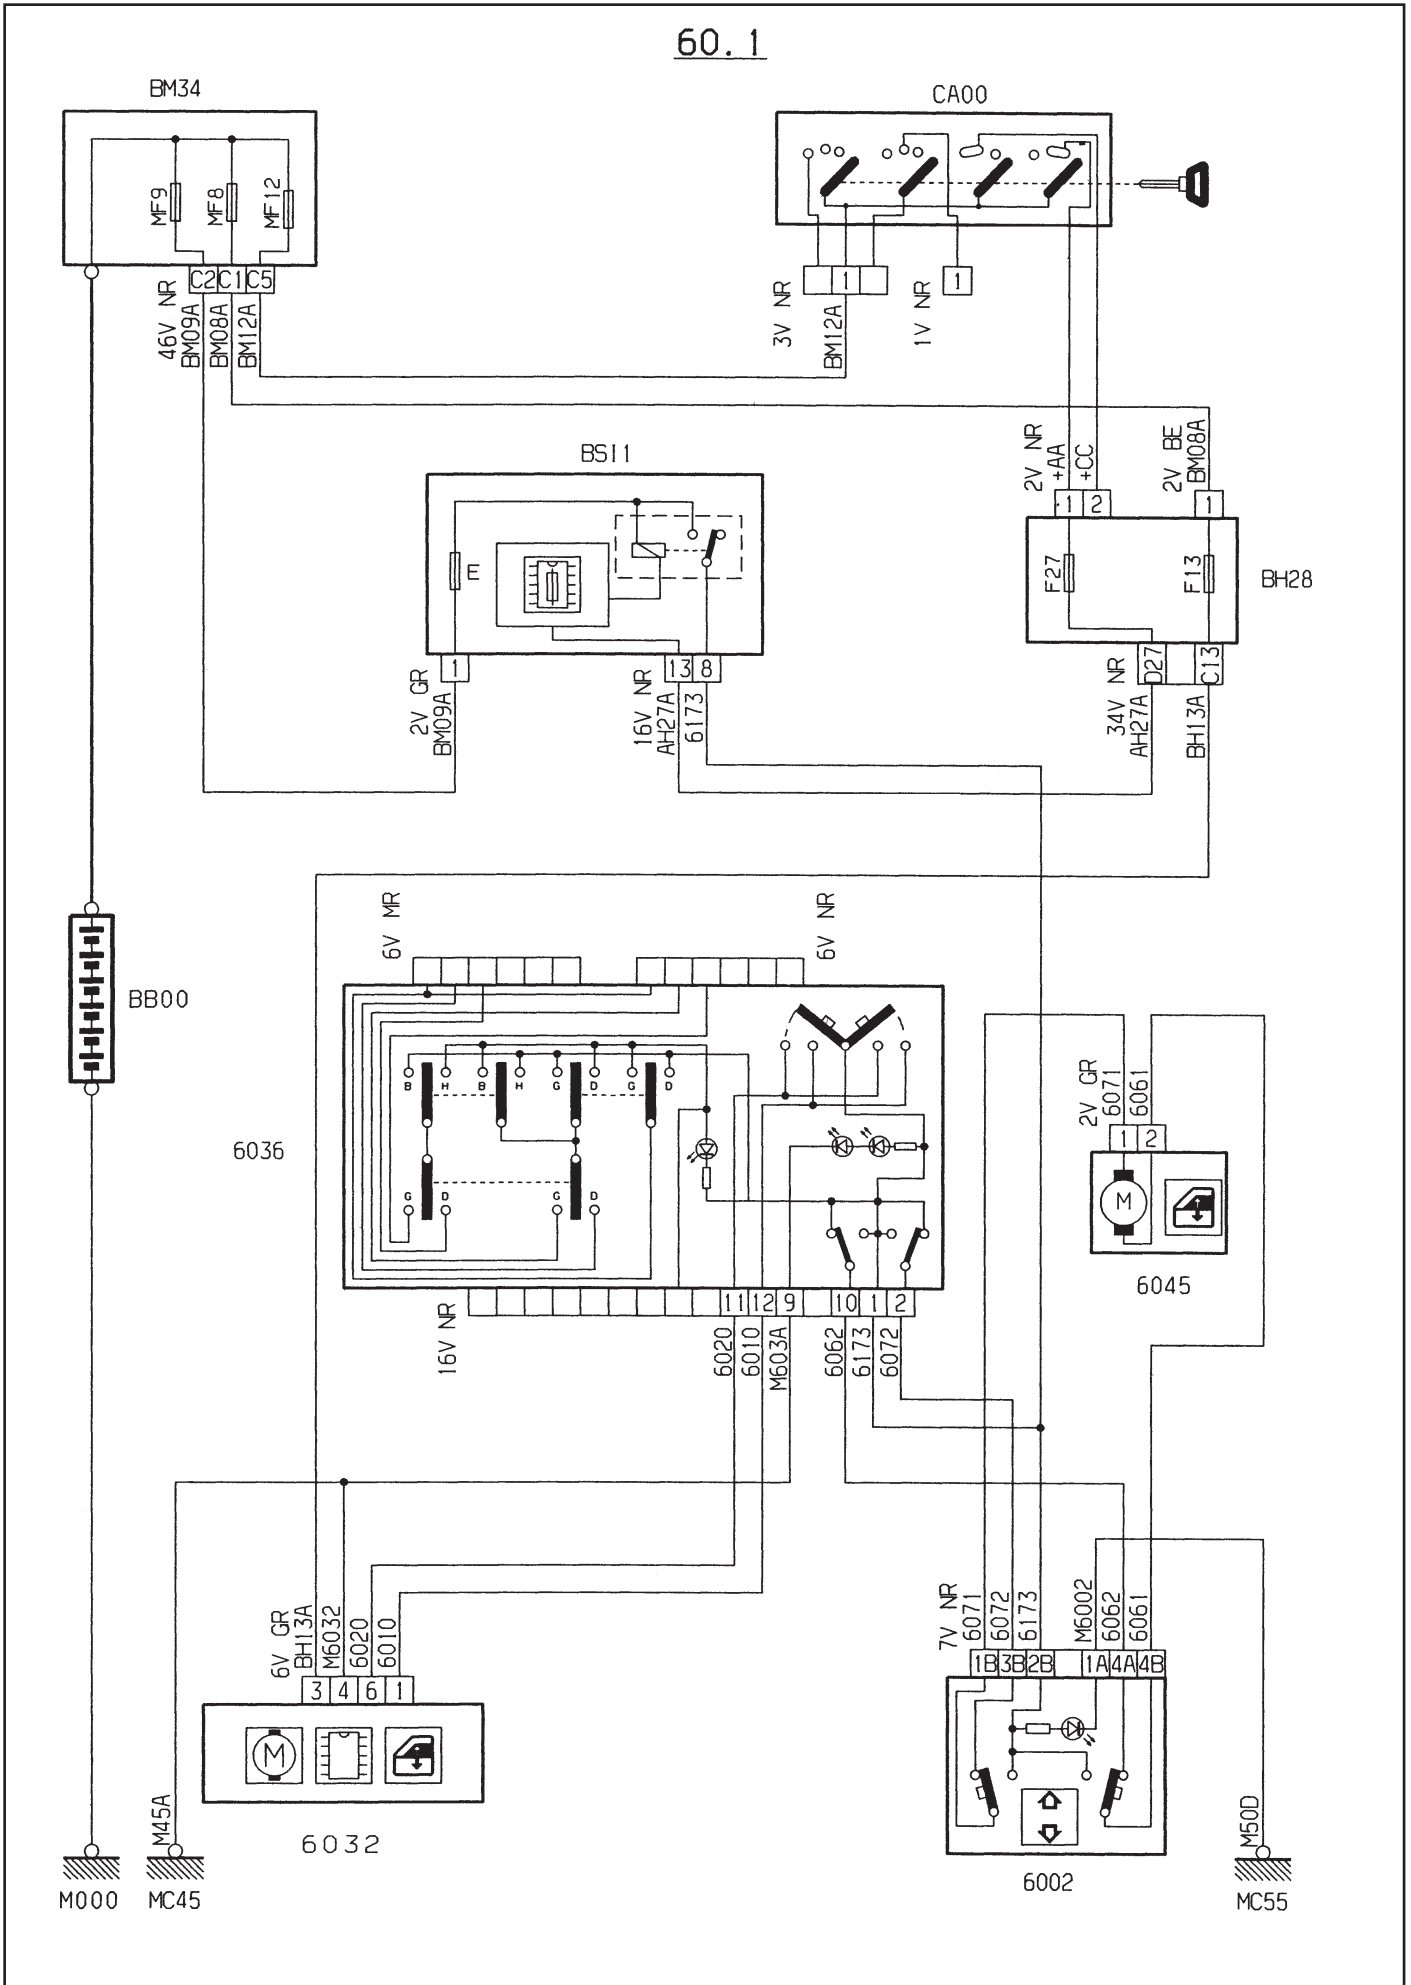 60.1
BM34
CA00
MF9
MF8
MF12
C2 C1 C5
46V NR
BM09A
BM08A
BM12A
1
3V NR
BM12A
1V NR
1
2V NR
+AA
+CC
2V BE
BM08A
1 2
1
F27
F13
BH28
D27
C13
34V NR
AH27A
BH13A
BSI1
E
1
13 8
2V GR
BM09A
16V NR
AH27A
6173
BB00
6V MR
6V NR
B H B H G D G D
G D G D
6036
11 12 9 10 1 2
16V NR
6020
6010
M603A
6062
6173
6072
2V GR
6071
6061
1 2
M
6045
6V GR
BH13A
M6032
6020
6010
3 4 6 1
M
6032
7V NR
6071
6072
6173
M6002
6062
6061
1B 3B 2B 1A 4A 4B
6002
M45A
M50D
M000
MC45
MC55